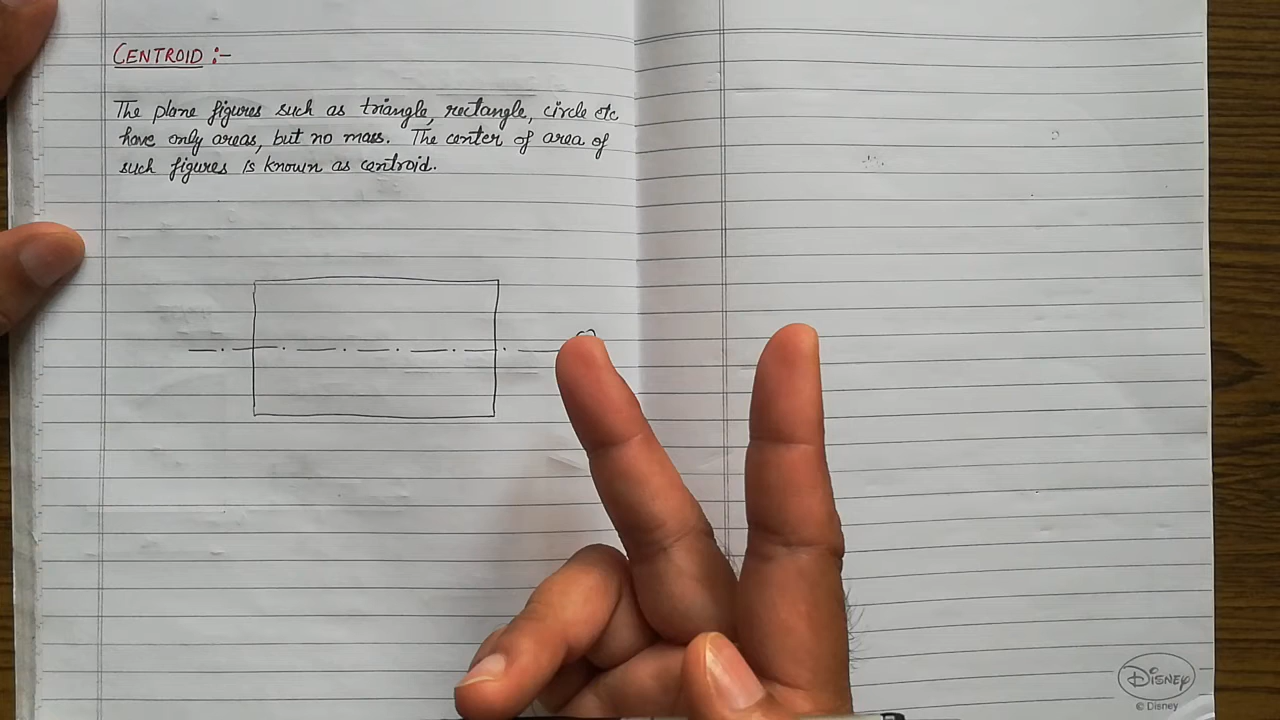 CENTROID :-
The plane figures such as triangle, rectangle, circle etc
have only areas, but no mass. The center of area of
such figures is known as centroid.
DISNEY
© Disney